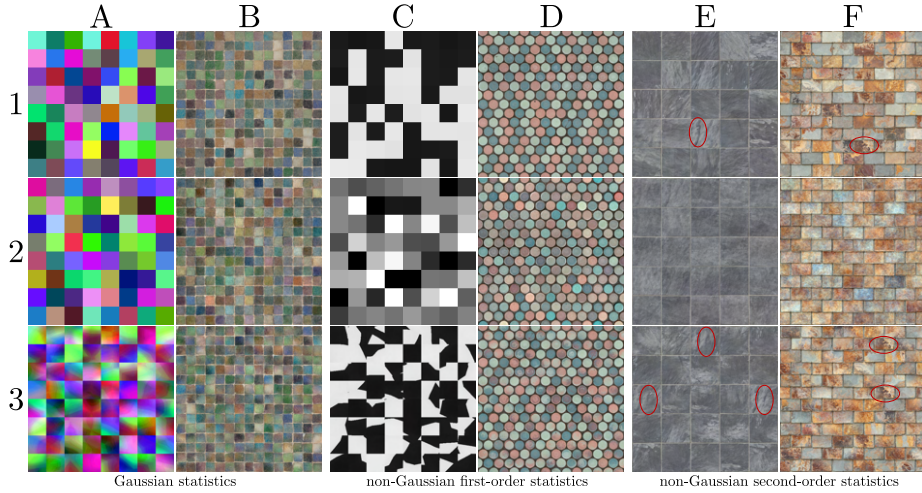 A B C D E F
1
2
3
Gaussian statistics non-Gaussian first-order statistics non-Gaussian second-order statistics